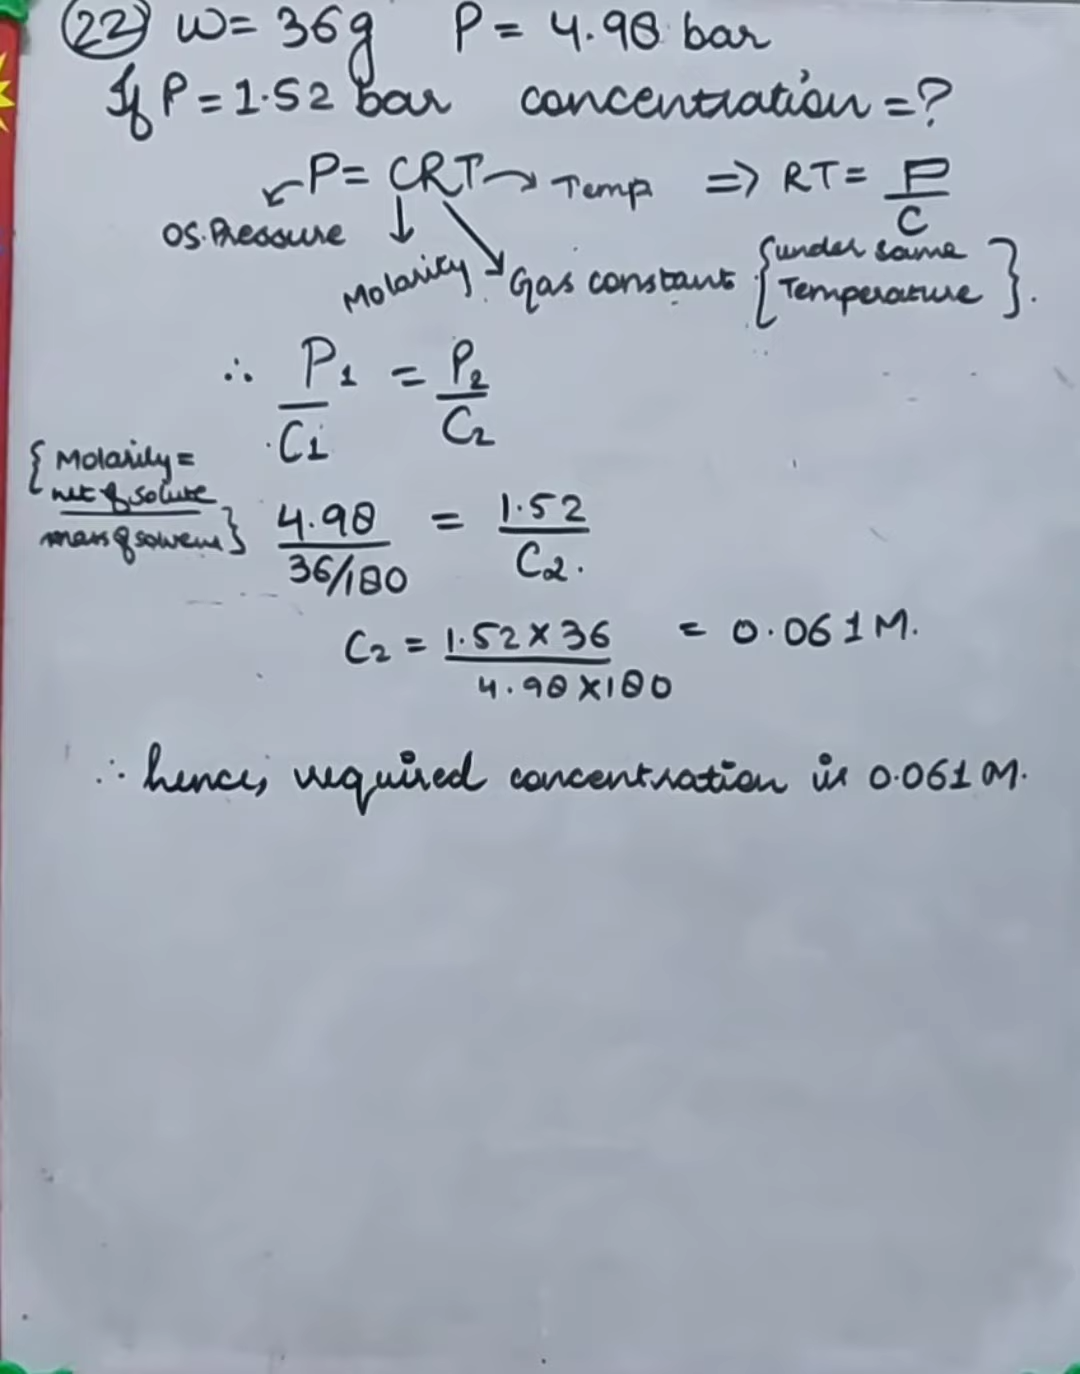 (22) W= 36g P = 4.98 bar
If P = 1.52 bar concentration = ?
P= CRT → Temp => RT = P/C
OS.Pressure Molarity Gas constant {under same Temperature}.
∴ P1/C1 = P2/C2
{Molarity = wt of solute/mass of solvent}
4.98/36/180 = 1.52/C2.
C2 = 1.52 × 36/4.98 × 180 = 0.061 M.
∴ hence, required concentration is 0.061 M.